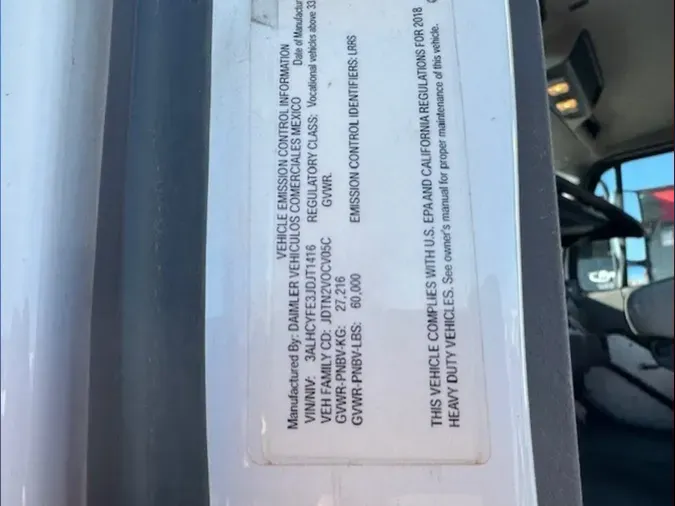 VEHICLE EMISSION CONTROL INFORMATION
Manufactured By: DAIMLER VEHICULOS COMERCIALES MEXICO Date of Manufactur
VIN/NIV: 3ALHCYFE3JDJT1416 REGULATORY CLASS: Vocational vehicles above 33
VEH FAMILY CD: JDTN2VOCV05C GVWR.
GVWR-PNBV-KG: 27,216
GVWR-PNBV-LBS: 60,000 EMISSION CONTROL IDENTIFIERS: LRRS
THIS VEHICLE COMPLIES WITH U.S. EPA AND CALIFORNIA REGULATIONS FOR 2018
HEAVY DUTY VEHICLES. See owner's manual for proper maintenance of this vehicle.